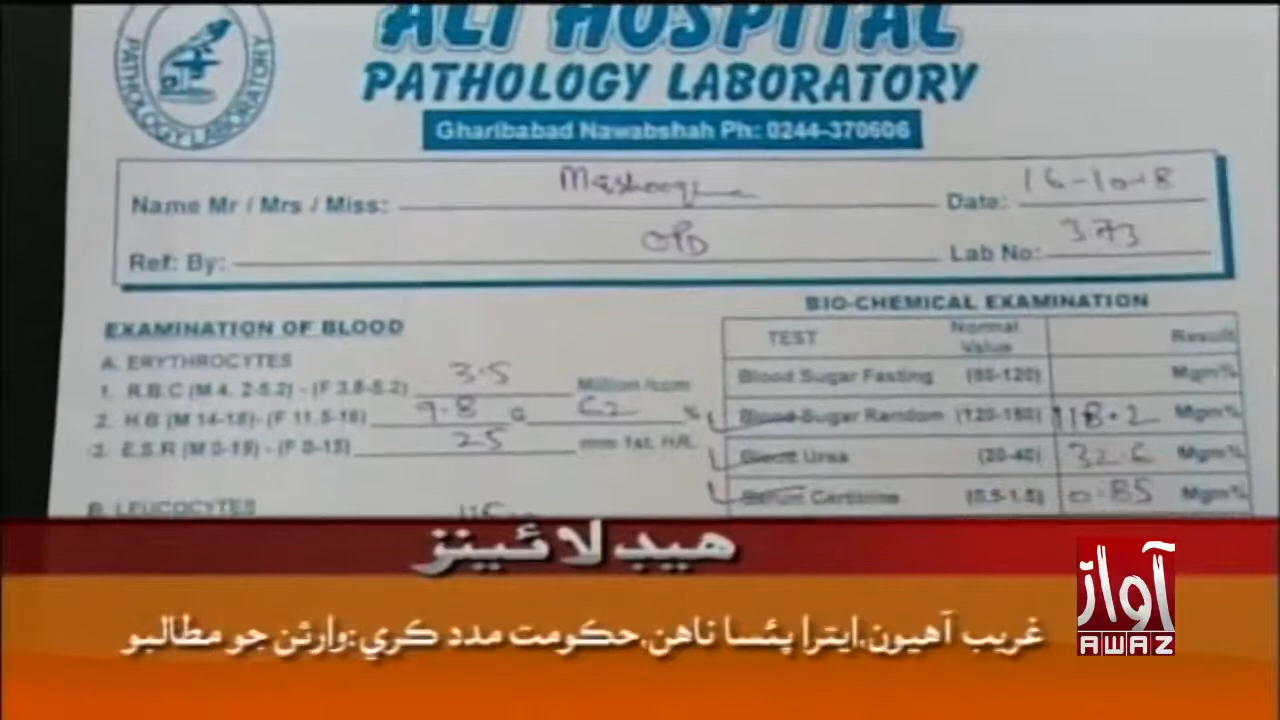 ALI HOSPITAL
PATHOLOGY LABORATORY
PATHOLOGY LABORATORY
Gharibabad Nawabshah Ph: 0244-370606
Name Mr / Mrs / Miss: Mashooque Date: 16-10-18
Ref: By: OPD Lab No: 373
BIO-CHEMICAL EXAMINATION
EXAMINATION OF BLOOD
TEST Normal Value Result
A. ERYTHROCYTES
1. R.B.C (M 4. 2-5.2) - (F 3.8-5.2) 3.5 Million /ccm
2. H.B (M 14-18)- (F 11.5-16) 9.8 G 62 %
3. E.S.R (M 0-15) - (F 0-15) 25 mm 1st. HR.
Blood Sugar Fasting (80-120) Mgm%
Blood Sugar Random (120-180) 118.2 Mgm%
Blood Urea (20-40) 32.6 Mgm%
(0.5-1.5) 0.85 Mgm%
B. LEUCOCYTES
هيڊ لائينز
غريب آهيون،ايترا پئسا ناهن،حڪومت مدد ڪري:وارثن جو مطالبو
آواز
AWAZ